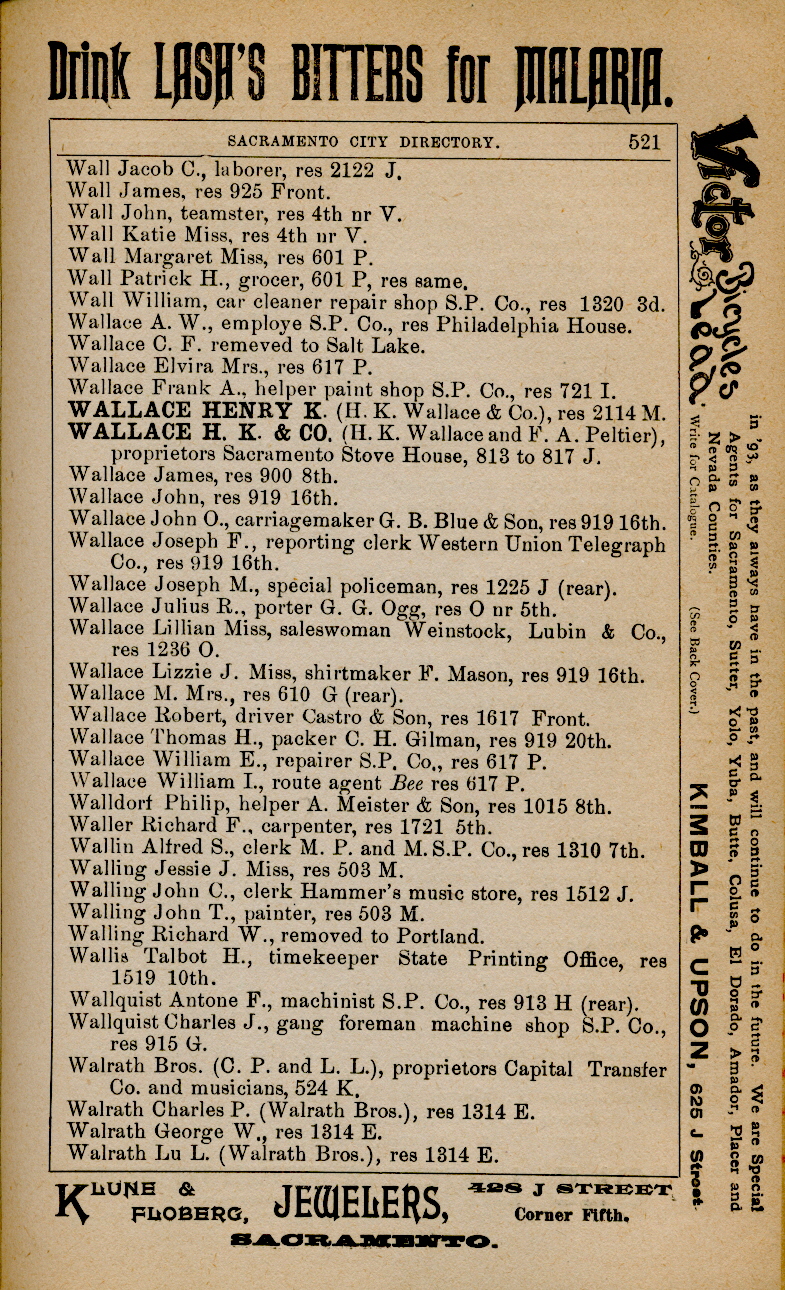 Drink LASH'S BITTERS for MALARIA.
SACRAMENTO CITY DIRECTORY. 521
Wall Jacob C., laborer, res 2122 J.
Wall James, res 925 Front.
Wall John, teamster, res 4th nr V.
Wall Katie Miss, res 4th nr V.
Wall Margaret Miss, res 601 P.
Wall Patrick H., grocer, 601 P, res same.
Wall William, car cleaner repair shop S.P. Co., res 1320 3d.
Wallace A. W., employe S.P. Co., res Philadelphia House.
Wallace C. F. remeved to Salt Lake.
Wallace Elvira Mrs., res 617 P.
Wallace Frank A., helper paint shop S.P. Co., res 721 I.
WALLACE HENRY K. (H. K. Wallace & Co.), res 2114 M.
WALLACE H. K. & CO. (H. K. Wallace and F. A. Peltier),
proprietors Sacramento Stove House, 813 to 817 J.
Wallace James, res 900 8th.
Wallace John, res 919 16th.
Wallace John O., carriagemaker G. B. Blue & Son, res 919 16th.
Wallace Joseph F., reporting clerk Western Union Telegraph
Co., res 919 16th.
Wallace Joseph M., special policeman, res 1225 J (rear).
Wallace Julius R., porter G. G. Ogg, res O nr 5th.
Wallace Lillian Miss, saleswoman Weinstock, Lubin & Co.,
res 1236 O.
Wallace Lizzie J. Miss, shirtmaker F. Mason, res 919 16th.
Wallace M. Mrs., res 610 G (rear).
Wallace Robert, driver Castro & Son, res 1617 Front.
Wallace Thomas H., packer C. H. Gilman, res 919 20th.
Wallace William E., repairer S.P. Co., res 617 P.
Wallace William I., route agent Bee res 617 P.
Walldorf Philip, helper A. Meister & Son, res 1015 8th.
Waller Richard F., carpenter, res 1721 5th.
Wallin Alfred S., clerk M. P. and M. S.P. Co., res 1310 7th.
Walling Jessie J. Miss, res 503 M.
Walling John C., clerk Hammer's music store, res 1512 J.
Walling John T., painter, res 503 M.
Walling Richard W., removed to Portland.
Wallis Talbot H., timekeeper State Printing Office, res
1519 10th.
Wallquist Antone F., machinist S.P. Co., res 913 H (rear).
Wallquist Charles J., gang foreman machine shop S.P. Co.,
res 915 G.
Walrath Bros. (C. P. and L. L.), proprietors Capital Transfer
Co. and musicians, 524 K.
Walrath Charles P. (Walrath Bros.), res 1314 E.
Walrath George W., res 1314 E.
Walrath Lu L. (Walrath Bros.), res 1314 E.
Victor Bicycles Lead.
in '93, as they always have in the past, and will continue to do in the future. We are Special
Agents for Sacramento, Sutter, Yolo, Yuba, Butte, Colusa, El Dorado, Amador, Placer and
Nevada Counties.
Write for Catalogue. (See Back Cover.) KIMBALL & UPSON, 625 J Street.
KLUNE & FLOBERG, JEWELERS, 428 J STREET
Corner Fifth.
SACRAMENTO.